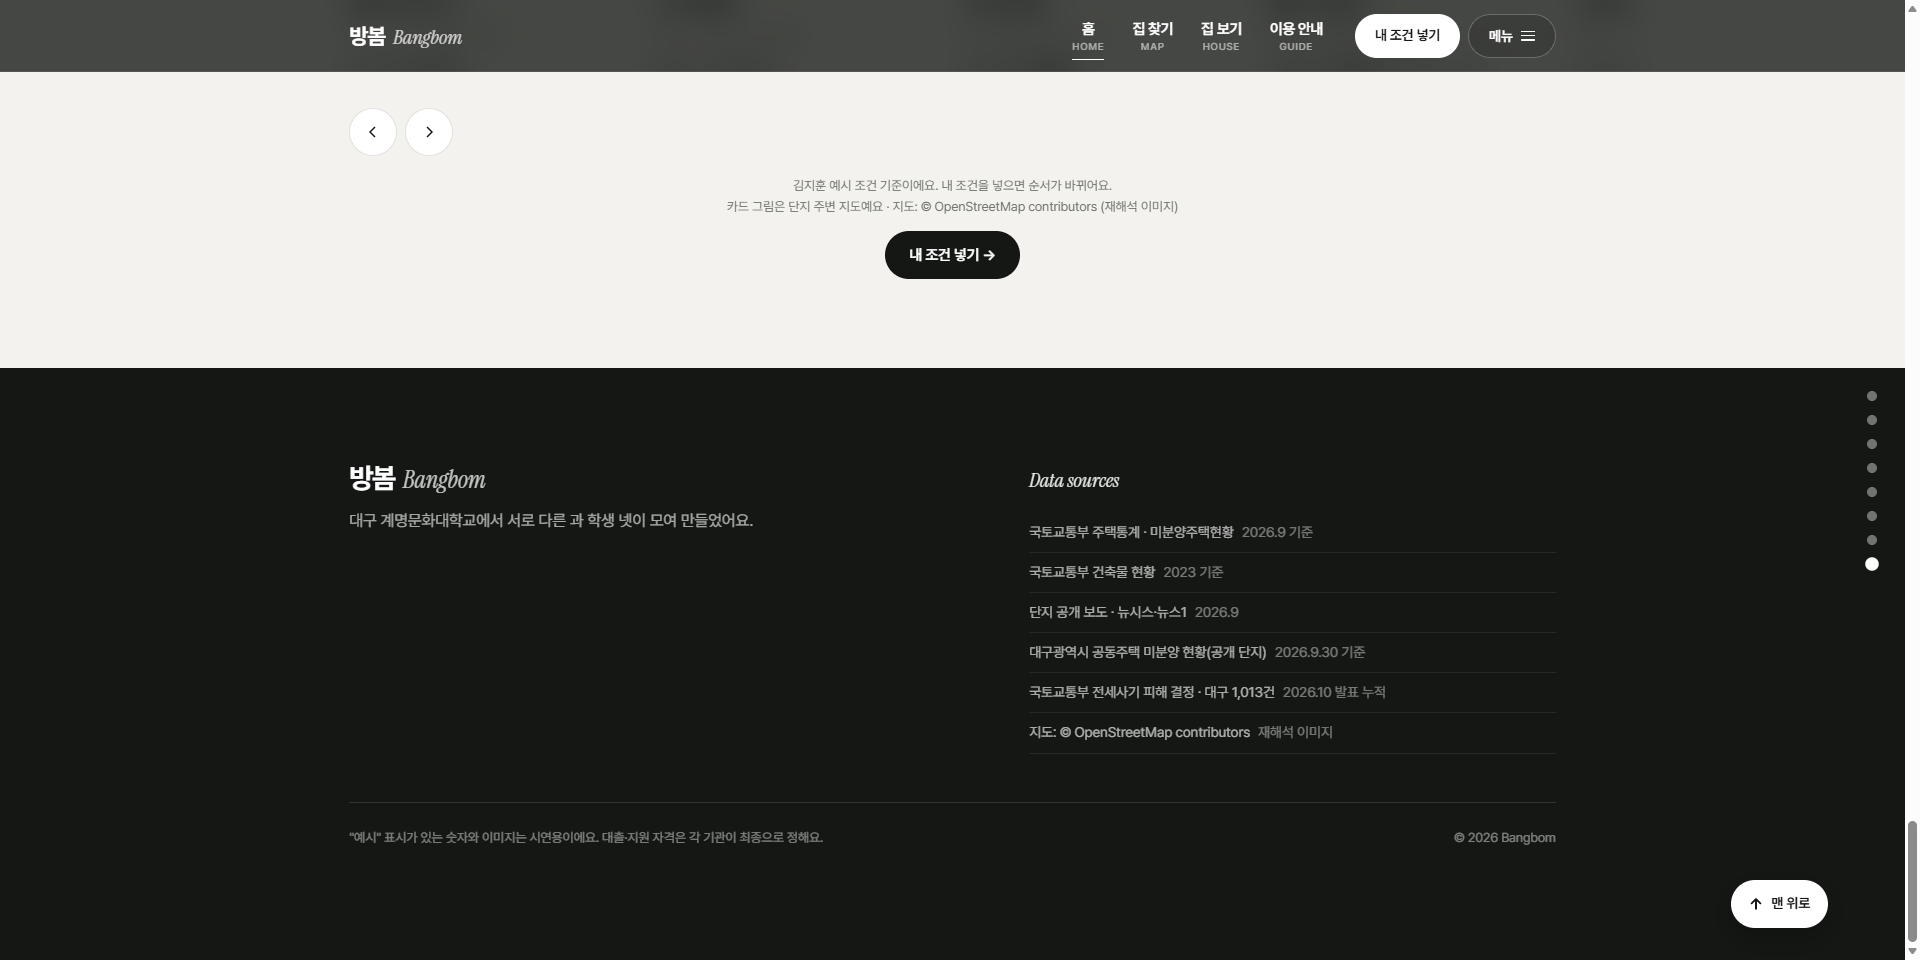 방봄 Bangbom
홈
HOME
집 찾기
MAP
집 보기
HOUSE
이용 안내
GUIDE
내 조건 넣기
메뉴
김지훈 예시 조건 기준이에요. 내 조건을 넣으면 순서가 바뀌어요.
카드 그림은 단지 주변 지도예요 · 지도: © OpenStreetMap contributors (재해석 이미지)
내 조건 넣기 →
방봄 Bangbom
대구 계명문화대학교에서 서로 다른 과 학생 넷이 모여 만들었어요.
Data sources
국토교통부 주택통계 · 미분양주택현황 2026.9 기준
국토교통부 건축물 현황 2023 기준
단지 공개 보도 · 뉴시스·뉴스1 2026.9
대구광역시 공동주택 미분양 현황(공개 단지) 2026.9.30 기준
국토교통부 전세사기 피해 결정 · 대구 1,013건 2026.10 발표 누적
지도: © OpenStreetMap contributors 재해석 이미지
"예시" 표시가 있는 숫자와 이미지는 시연용이에요. 대출·지원 자격은 각 기관이 최종으로 정해요.
© 2026 Bangbom
↑ 맨 위로